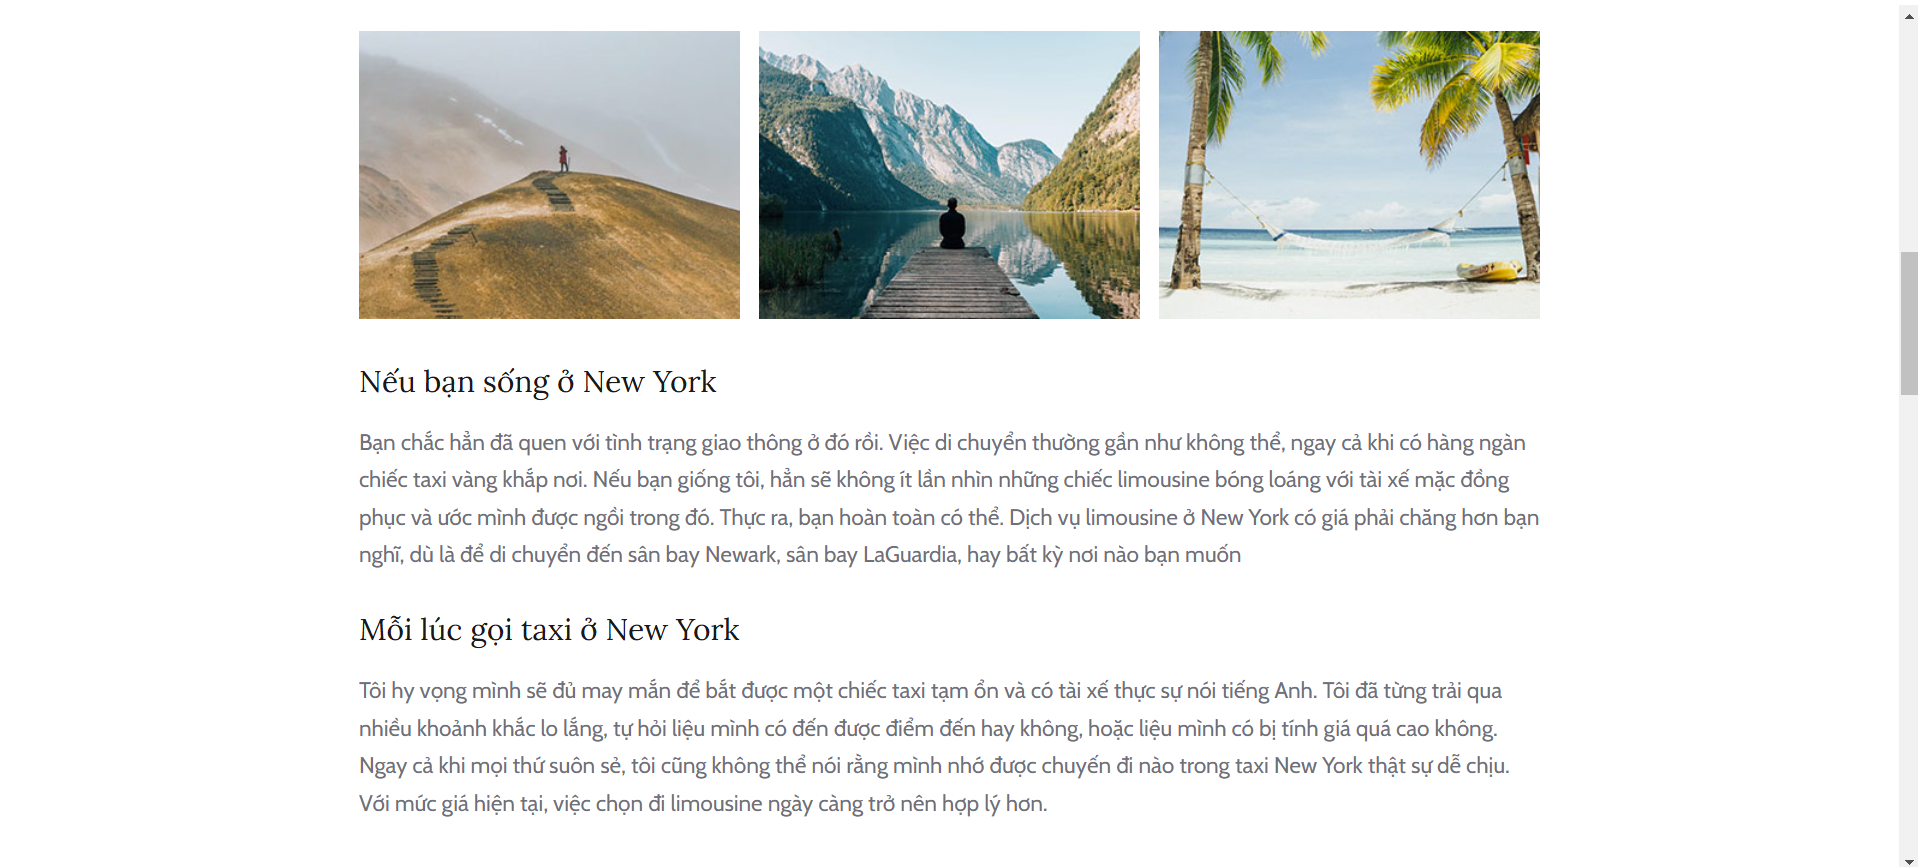 Nếu bạn sống ở New York
Bạn chắc hẳn đã quen với tình trạng giao thông ở đó rồi. Việc di chuyển thường gần như không thể, ngay cả khi có hàng ngàn
chiếc taxi vàng khắp nơi. Nếu bạn giống tôi, hẳn sẽ không ít lần nhìn những chiếc limousine bóng loáng với tài xế mặc đồng
phục và ước mình được ngồi trong đó. Thực ra, bạn hoàn toàn có thể. Dịch vụ limousine ở New York có giá phải chăng hơn bạn
nghĩ, dù là để di chuyển đến sân bay Newark, sân bay LaGuardia, hay bất kỳ nơi nào bạn muốn
Mỗi lúc gọi taxi ở New York
Tôi hy vọng mình sẽ đủ may mắn để bắt được một chiếc taxi tạm ổn và có tài xế thực sự nói tiếng Anh. Tôi đã từng trải qua
nhiều khoảnh khắc lo lắng, tự hỏi liệu mình có đến được điểm đến hay không, hoặc liệu mình có bị tính giá quá cao không.
Ngay cả khi mọi thứ suôn sẻ, tôi cũng không thể nói rằng mình nhớ được chuyến đi nào trong taxi New York thật sự dễ chịu.
Với mức giá hiện tại, việc chọn đi limousine ngày càng trở nên hợp lý hơn.